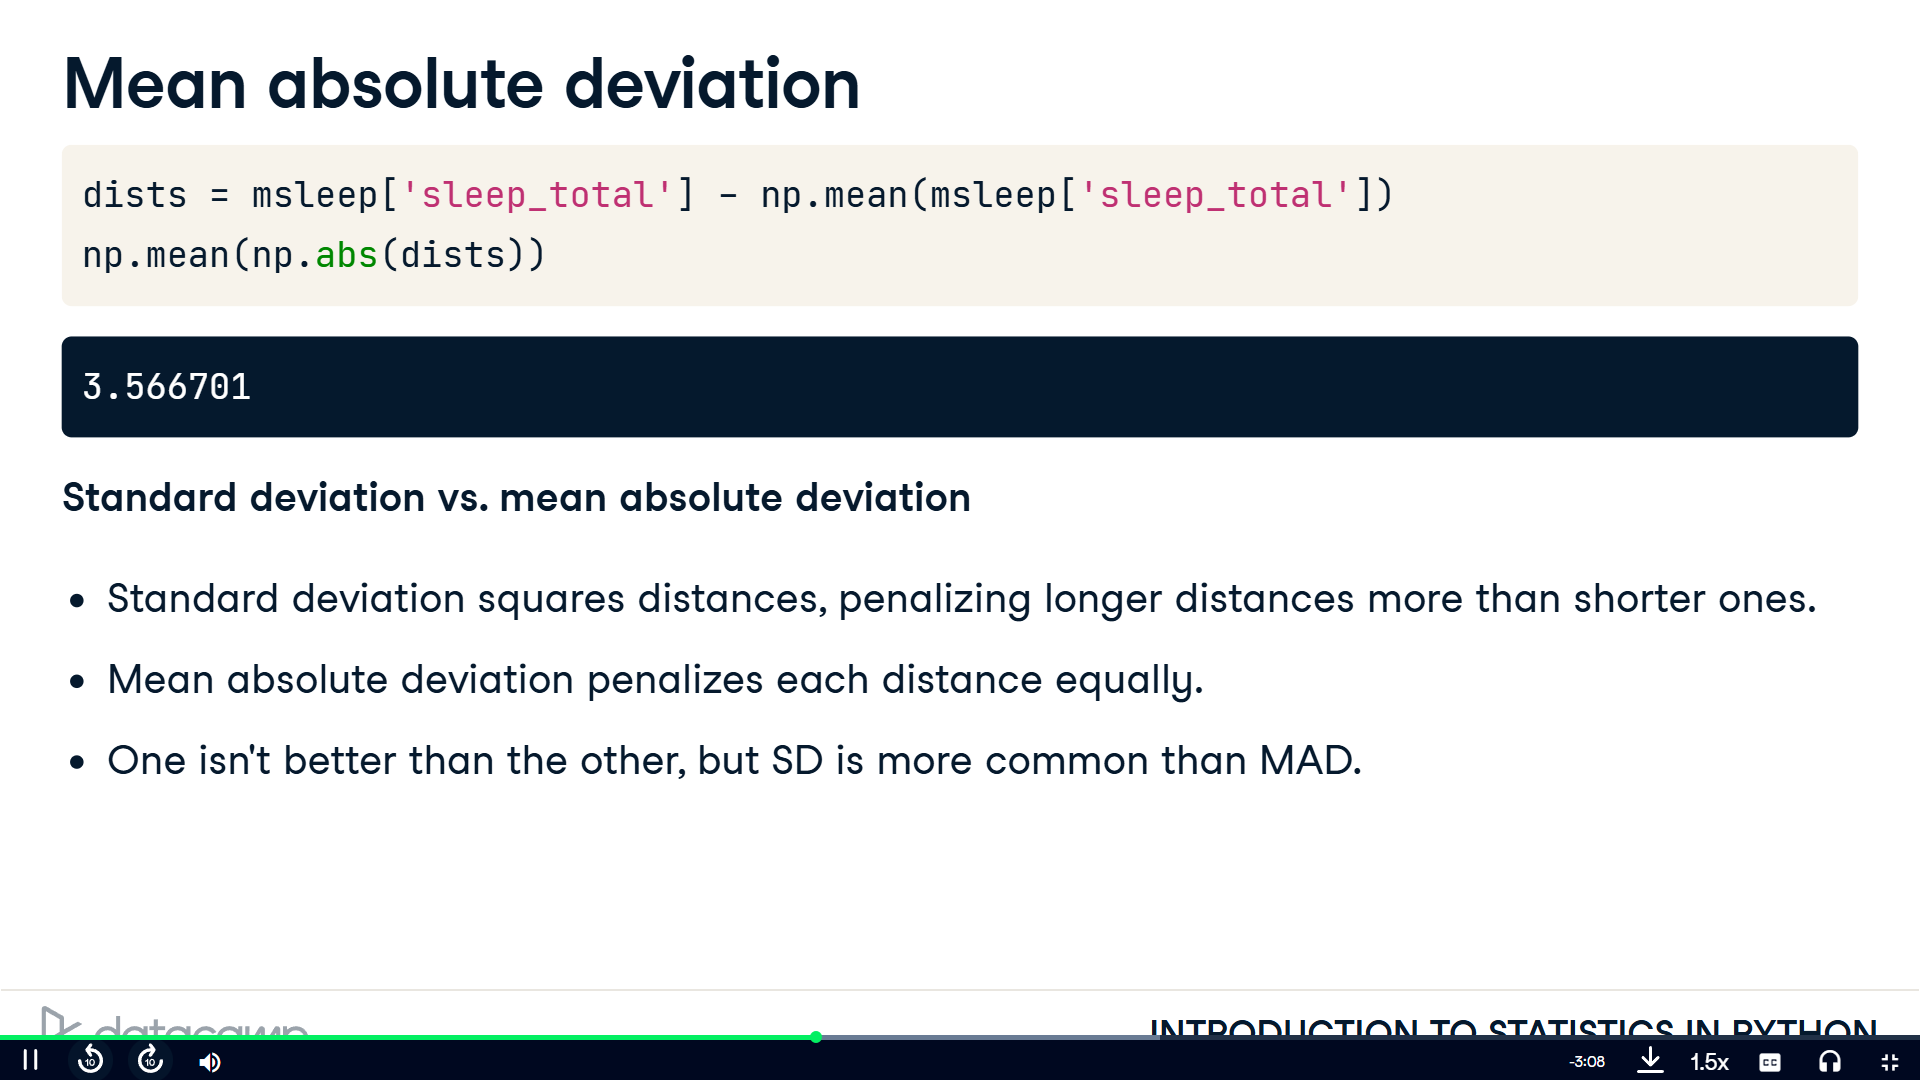 Mean absolute deviation
dists = msleep['sleep_total'] - np.mean(msleep['sleep_total'])
np.mean(np.abs(dists))
3.566701
Standard deviation vs. mean absolute deviation
• Standard deviation squares distances, penalizing longer distances more than shorter ones.
• Mean absolute deviation penalizes each distance equally.
• One isn't better than the other, but SD is more common than MAD.
datacamp
INTRODUCTION TO STATISTICS IN PYTHON
10
10
-3:08
1.5x
CC